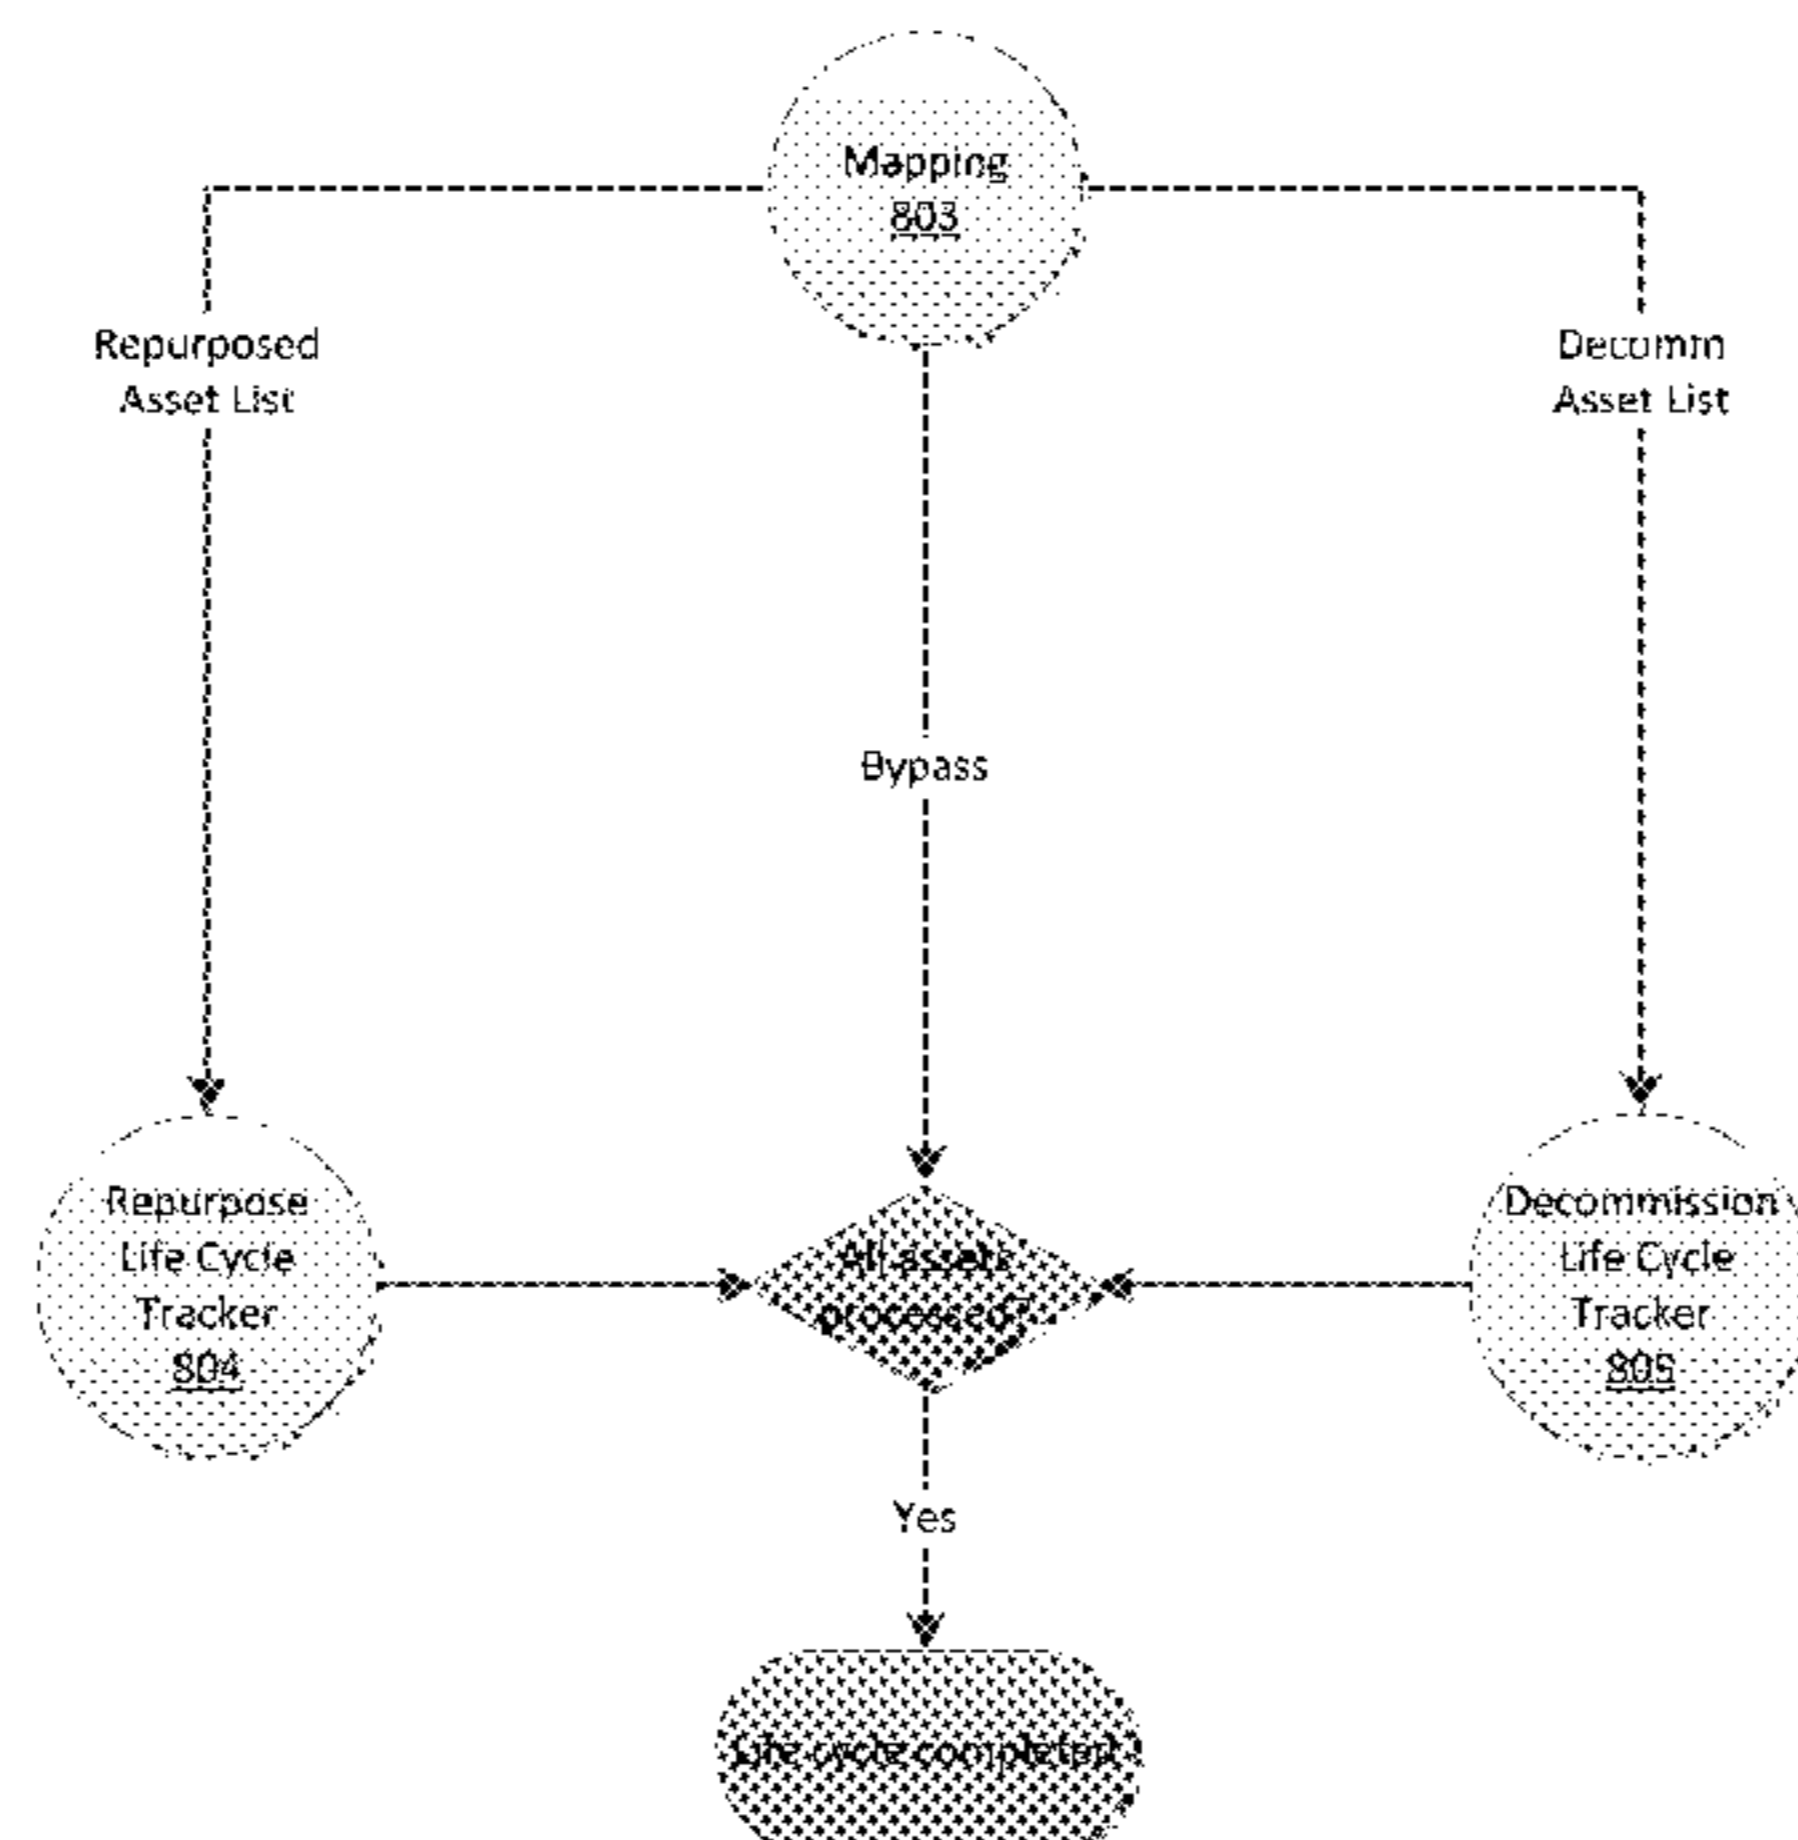 Mapping
803
Repurposed
Asset List
Decomm
Asset List
Bypass
Repurpose
Life Cycle
Tracker
804
All assets
processed?
Decommission
Life Cycle
Tracker
805
Yes
Life cycle completed